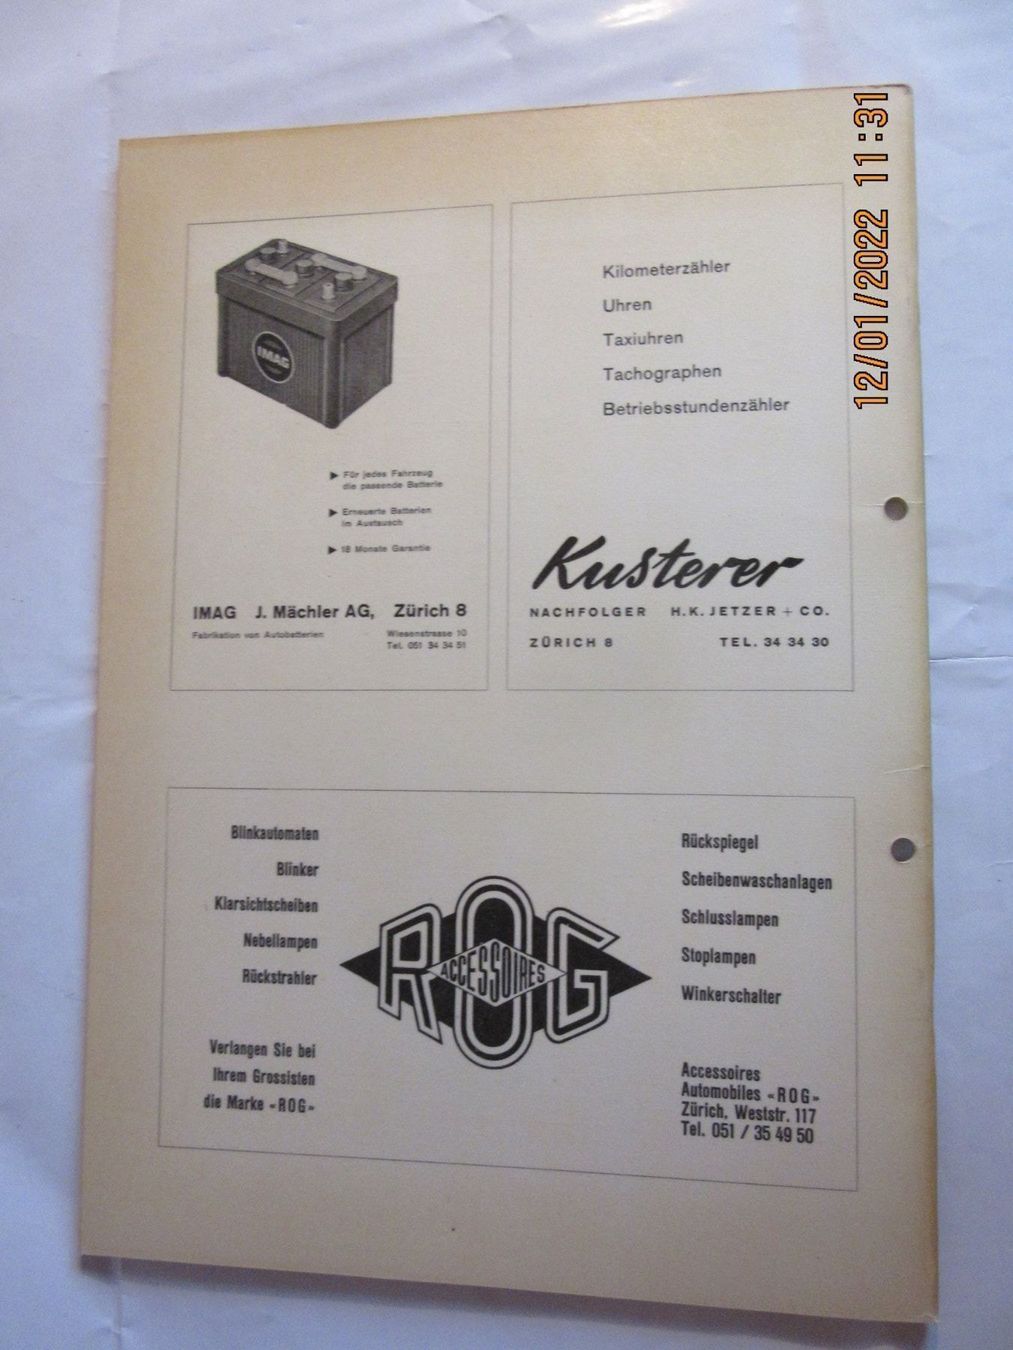 12/01/2022 11:31
IMAG
Für jedes Fahrzeug
die passende Batterie
Erneuerte Batterien
im Austausch
18 Monate Garantie
IMAG J. Mächler AG, Zürich 8
Fabrikation von Autobatterien
Wiesenstrasse 10
Tel. 051 34 34 51
Kilometerzähler
Uhren
Taxiuhren
Tachographen
Betriebsstundenzähler
Kusterer
NACHFOLGER H. K. JETZER + CO.
ZÜRICH 8 TEL. 34 34 30
Blinkautomaten
Blinker
Klarsichtscheiben
Nebellampen
Rückstrahler
Verlangen Sie bei
Ihrem Grossisten
die Marke «ROG»
ROG
ACCESSOIRES
Rückspiegel
Scheibenwaschanlagen
Schlusslampen
Stoplampen
Winkerschalter
Accessoires
Automobiles «ROG»
Zürich, Weststr. 117
Tel. 051 / 35 49 50